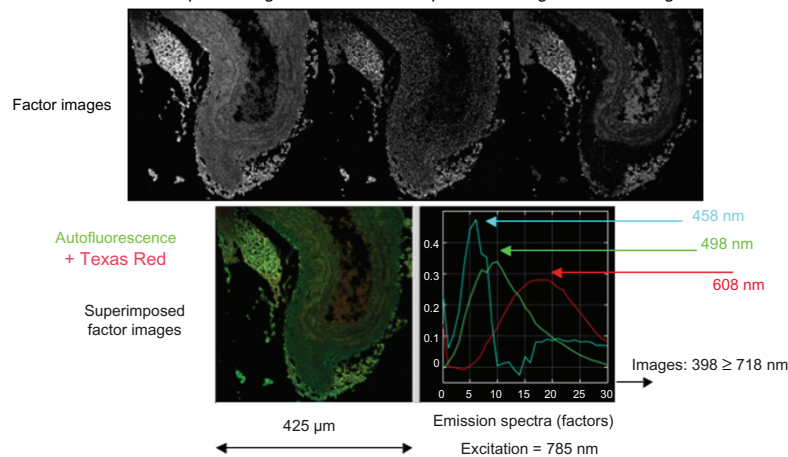 Factor images
Autofluorescence
+ Texas Red
Superimposed
factor images
458 nm
498 nm
608 nm
0.4
0.3
0.2
0.1
0
0 5 10 15 20 25 30
Images: 398 ≥ 718 nm
425 µm
Emission spectra (factors)
Excitation = 785 nm